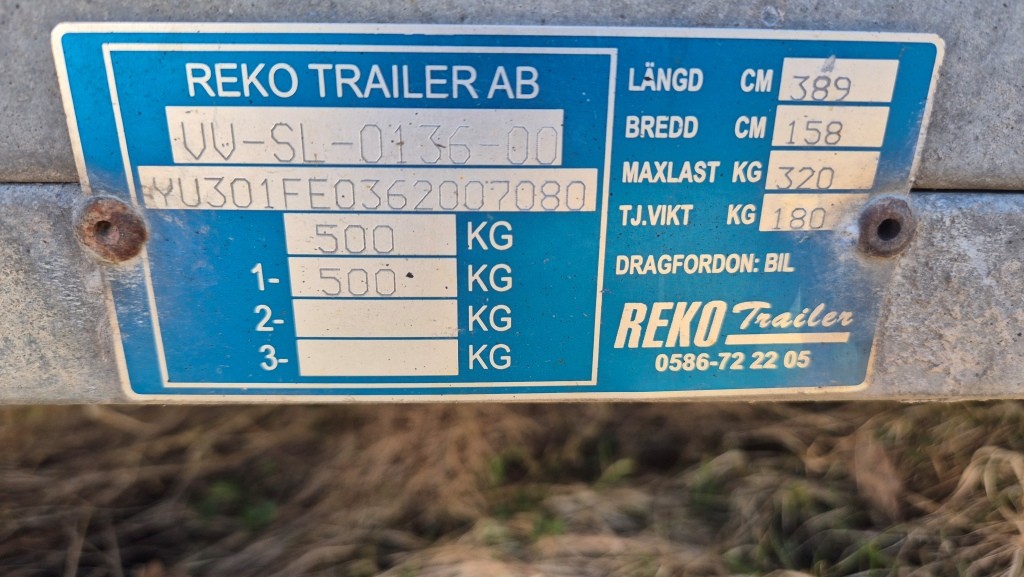 REKO TRAILER AB
VV-SL-0136-00
YU301FE0362007080
500 KG
1- 500 KG
2- KG
3- KG
LÄNGD CM 389
BREDD CM 158
MAXLAST KG 320
TJ.VIKT KG 180
DRAGFORDON: BIL
REKO Trailer
0586-72 22 05